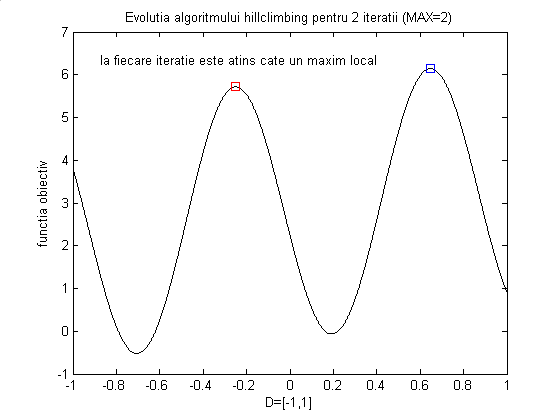 Evolutia algoritmului hillclimbing pentru 2 iteratii (MAX=2)
7
la fiecare iteratie este atins cate un maxim local
6
5
4
functia obiectiv
3
2
1
0
-1
-1 -0.8 -0.6 -0.4 -0.2 0 0.2 0.4 0.6 0.8 1
D=[-1,1]